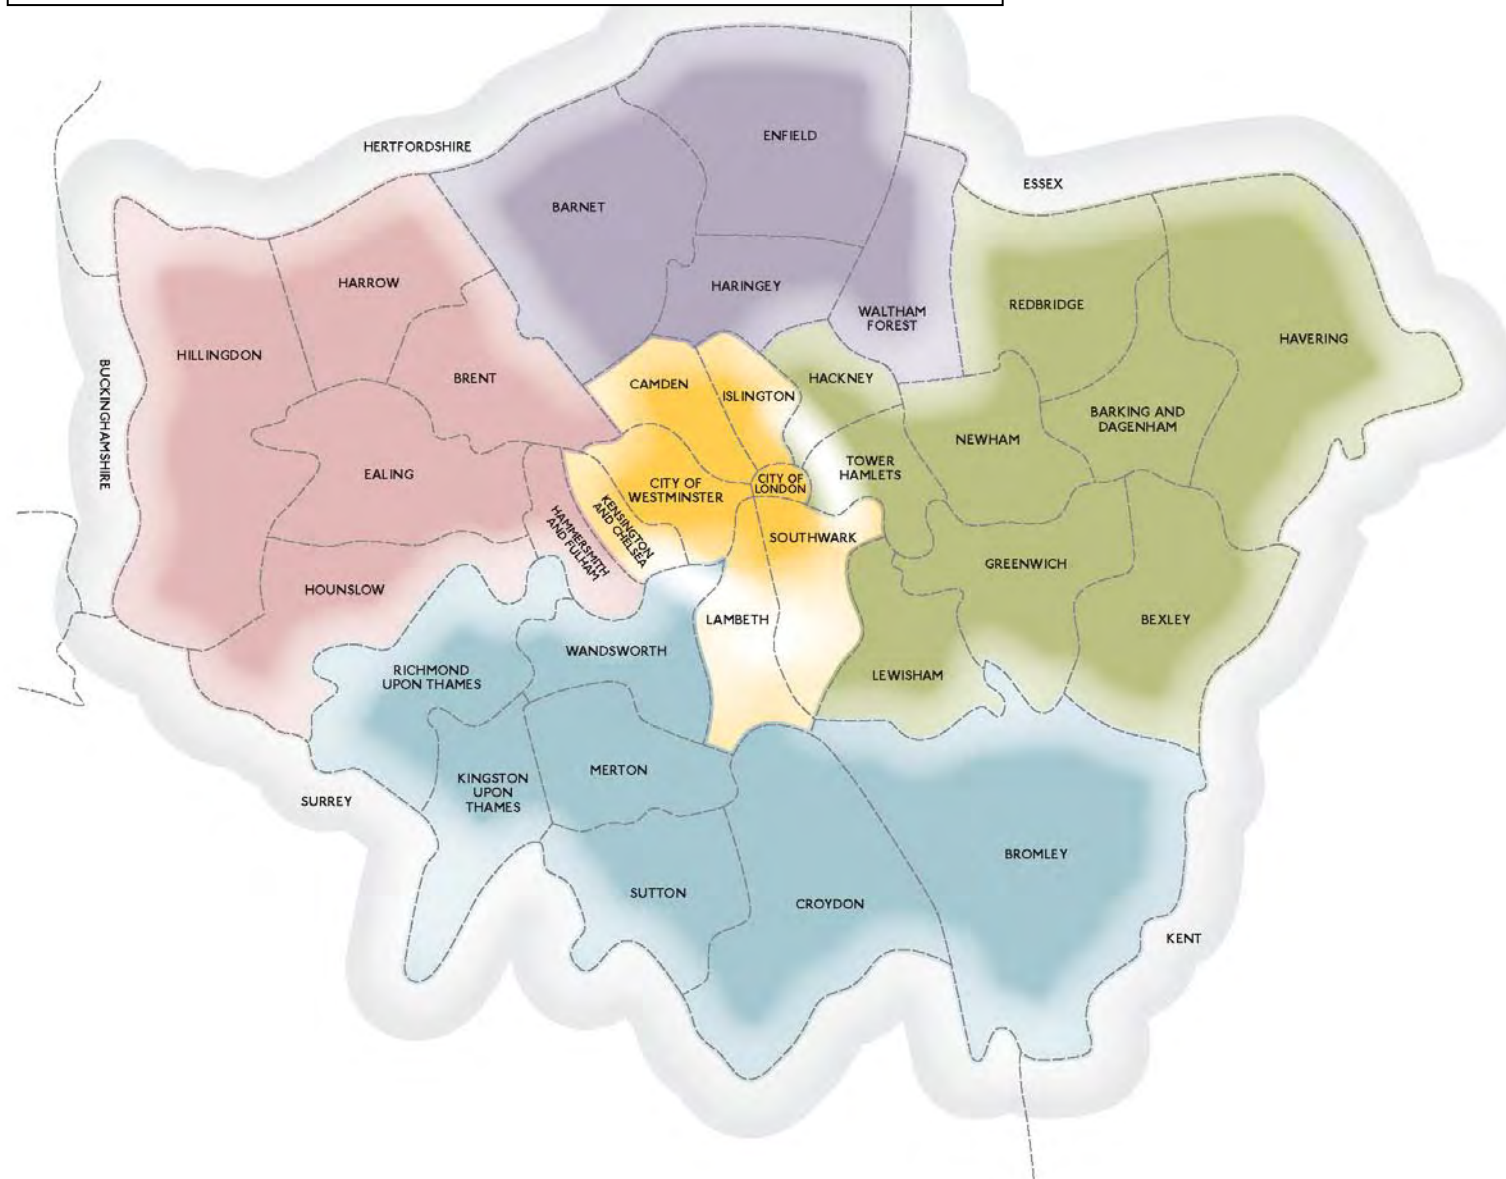 ENFIELD
HERTFORDSHIRE
ESSEX
BARNET
HARROW
HARINGEY
REDBRIDGE
WALTHAM
FOREST
HAVERING
HILLINGDON
BRENT
CAMDEN
ISLINGTON
HACKNEY
BUCKINGHAMSHIRE
BARKING AND
DAGENHAM
NEWHAM
EALING
TOWER
HAMLETS
CITY OF
WESTMINSTER
CITY OF
LONDON
KENSINGTON
AND CHELSEA
HAMMERSMITH
AND FULHAM
SOUTHWARK
GREENWICH
HOUNSLOW
LAMBETH
BEXLEY
WANDSWORTH
RICHMOND
UPON THAMES
LEWISHAM
MERTON
KINGSTON
UPON
THAMES
SURREY
BROMLEY
SUTTON
CROYDON
KENT